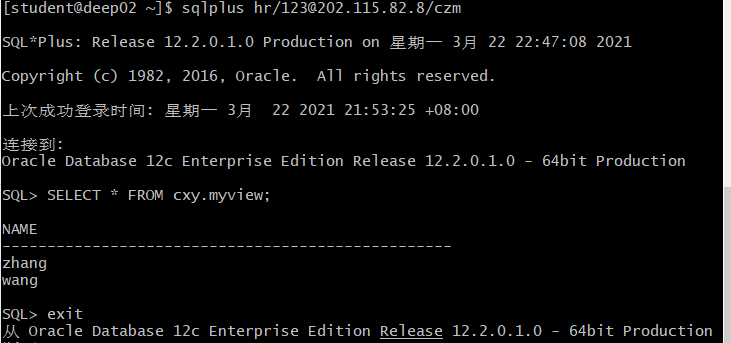 [student@deep02 ~]$ sqlplus hr/123@202.115.82.8/czm
SQL*Plus: Release 12.2.0.1.0 Production on 星期一 3月 22 22:47:08 2021
Copyright (c) 1982, 2016, Oracle.  All rights reserved.
上次成功登录时间: 星期一 3月  22 2021 21:53:25 +08:00
连接到:
Oracle Database 12c Enterprise Edition Release 12.2.0.1.0 - 64bit Production
SQL> SELECT * FROM cxy.myview;
NAME
--------------------------------------------------
zhang
wang
SQL> exit
从 Oracle Database 12c Enterprise Edition Release 12.2.0.1.0 - 64bit Production